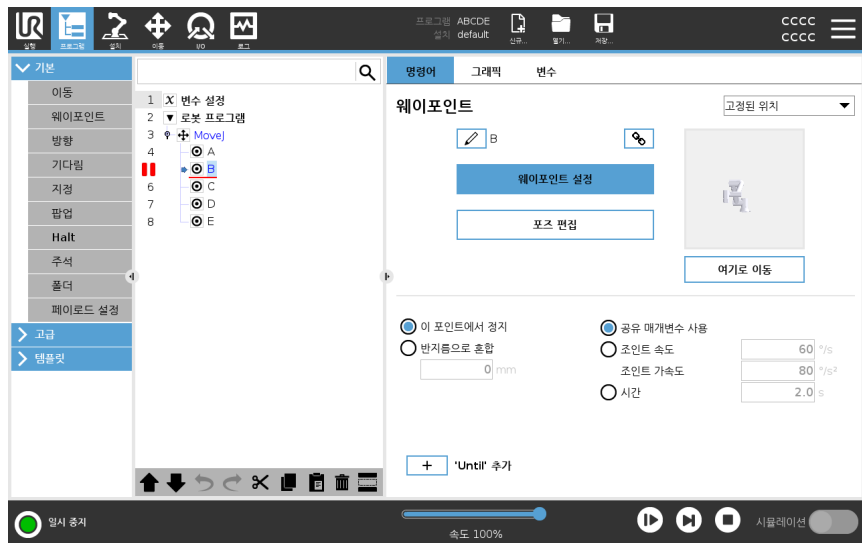 UR
프로그램 ABCDE
설치 default
CCCC
CCCC
실행 프로그램 설치 이동 I/O 로그 신규... 열기... 저장...
기본
이동
웨이포인트
방향
기다림
지정
팝업
Halt
주석
폴더
페이로드 설정
고급
템플릿
1 X 변수 설정
2 로봇 프로그램
3 MoveJ
4 A
B
6 C
7 D
8 E
명령어 그래픽 변수
웨이포인트 고정된 위치
B
웨이포인트 설정
포즈 편집
여기로 이동
이 포인트에서 정지
반지름으로 혼합
0 mm
공유 매개변수 사용
조인트 속도 60 °/s
조인트 가속도 80 °/s²
시간 2.0 s
+ 'Until' 추가
일시 중지
속도 100%
시뮬레이션